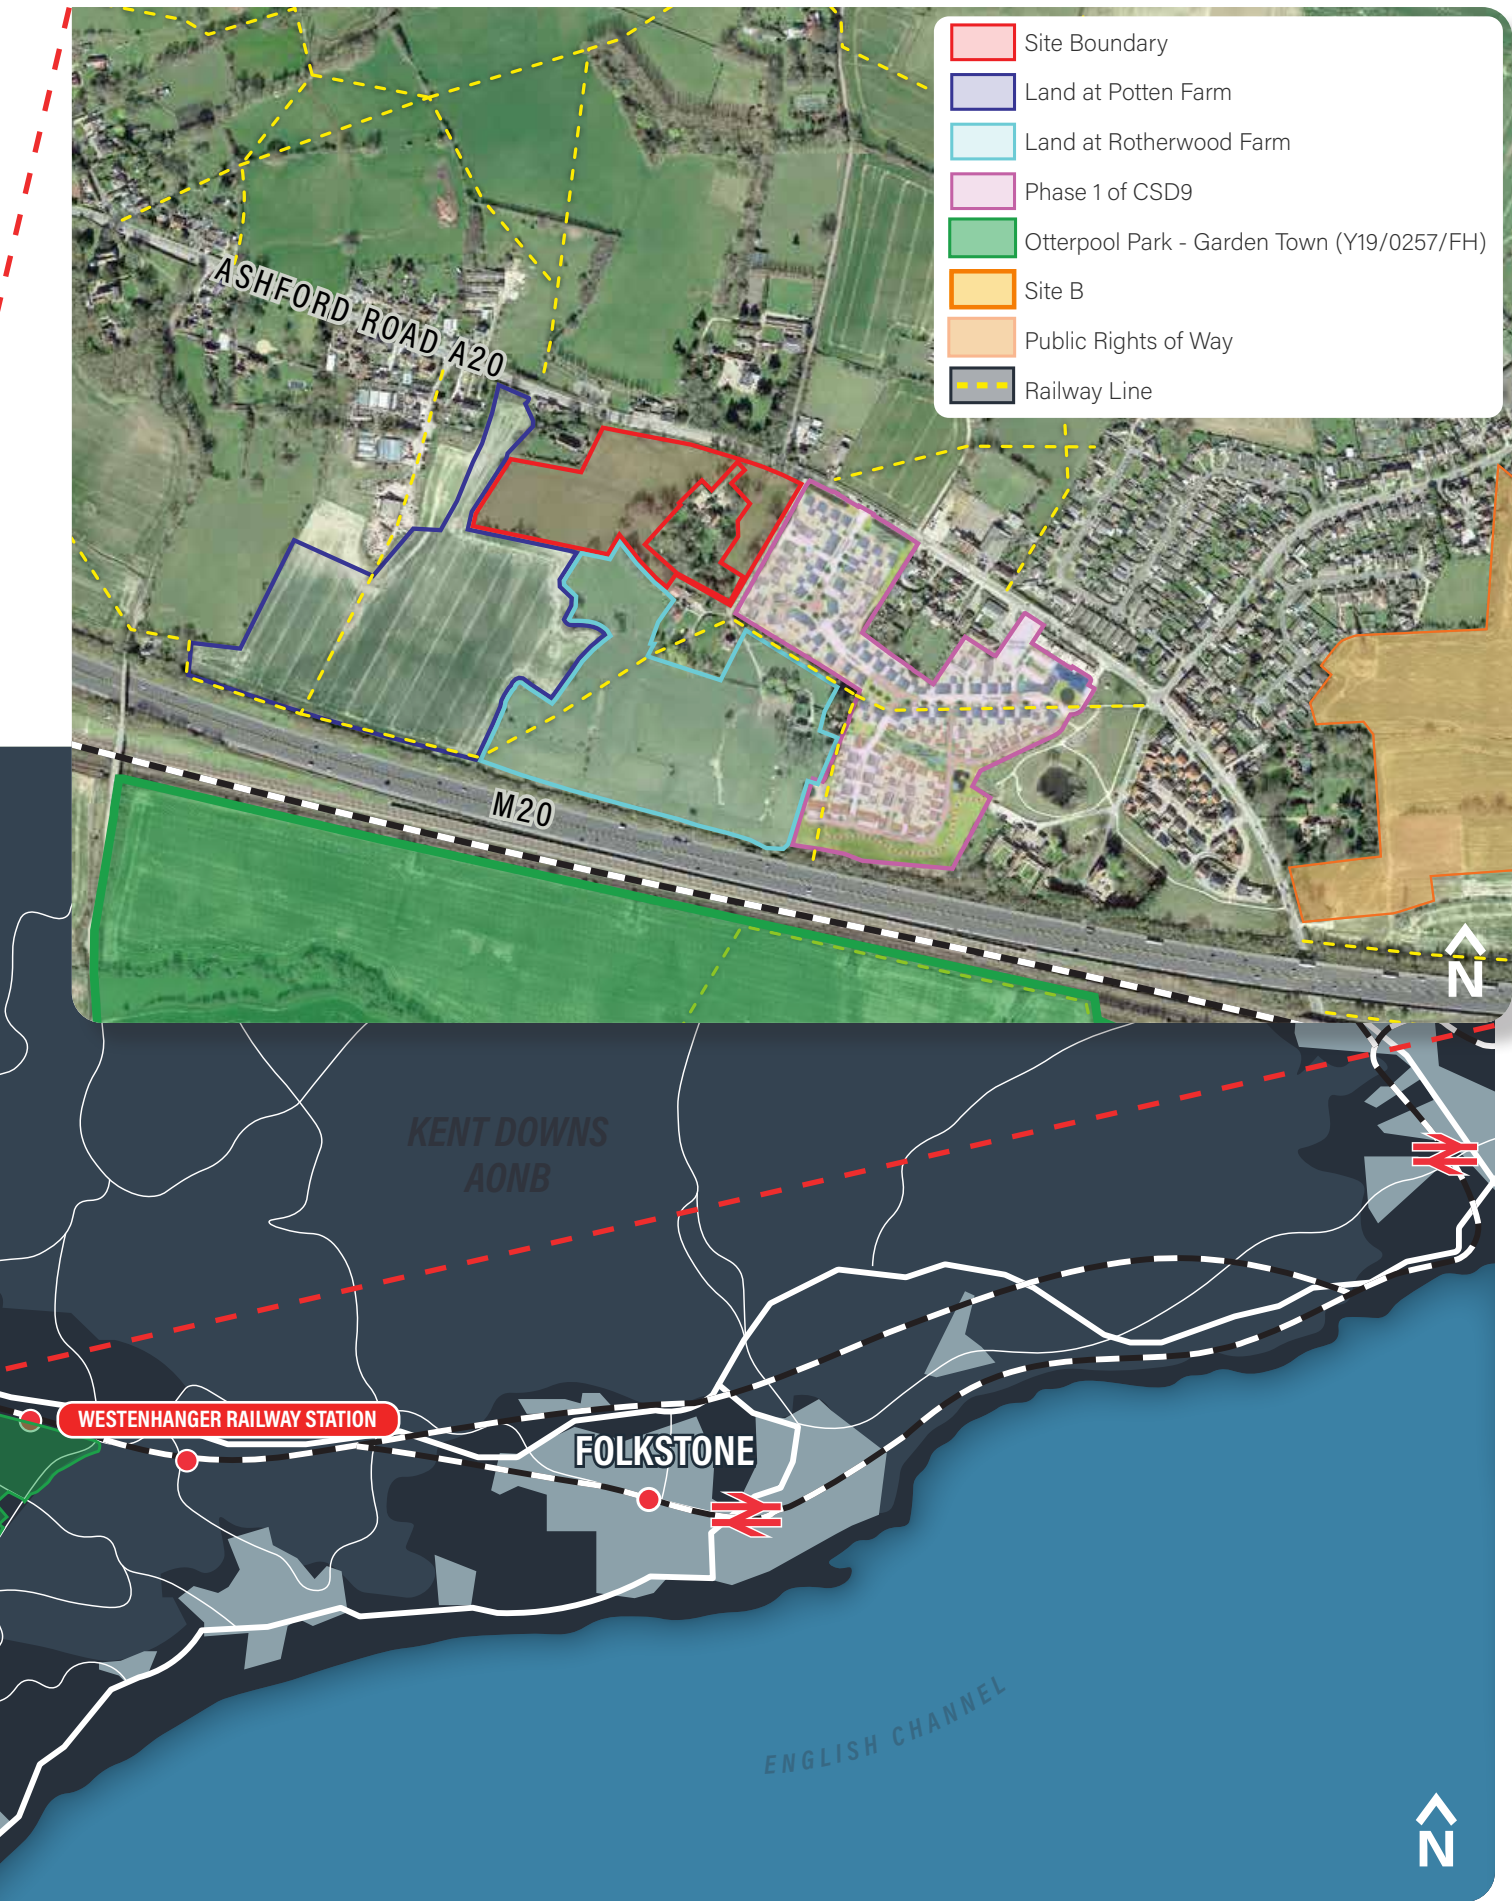 Site Boundary
Land at Potten Farm
Land at Rotherwood Farm
Phase 1 of CSD9
Otterpool Park - Garden Town (Y19/0257/FH)
Site B
Public Rights of Way
Railway Line
ASHFORD ROAD A20
M20
N
KENT DOWNS
AONB
WESTENHANGER RAILWAY STATION
FOLKSTONE
ENGLISH CHANNEL
N